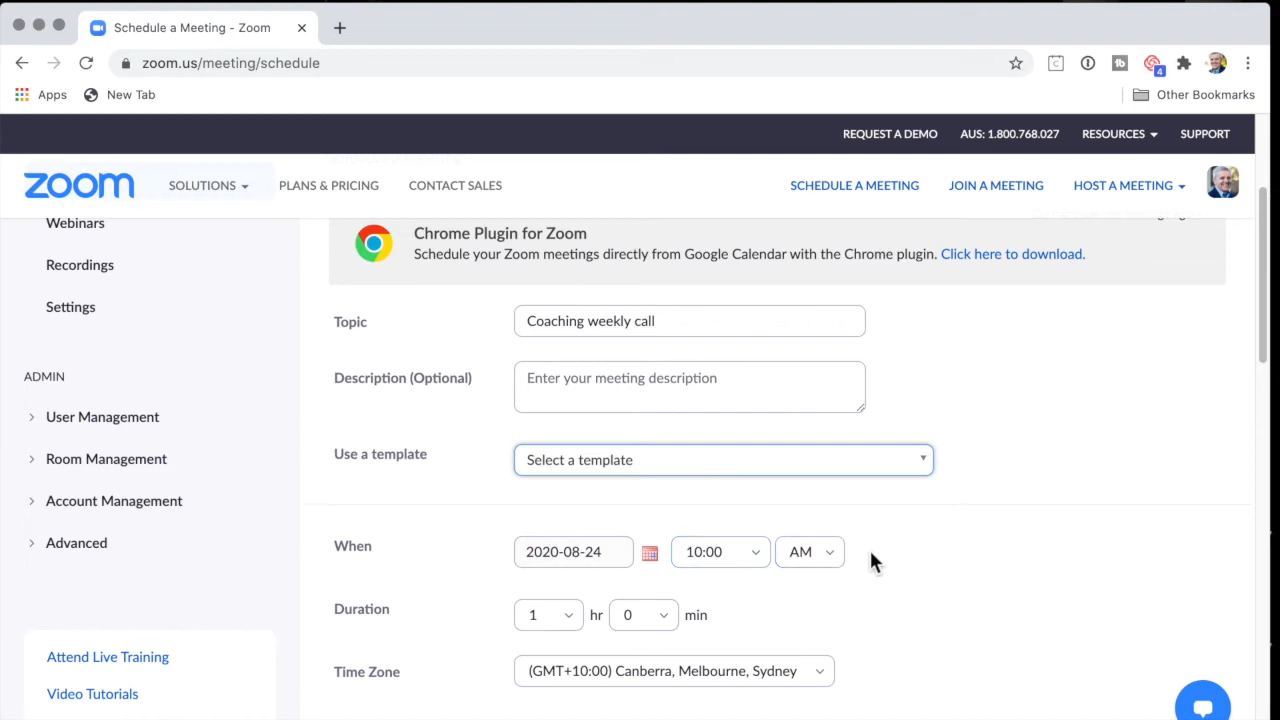 Schedule a Meeting - Zoom
zoom.us/meeting/schedule
4
Apps
New Tab
Other Bookmarks
REQUEST A DEMO
AUS: 1.800.768.027
RESOURCES
SUPPORT
zoom
SOLUTIONS
PLANS & PRICING
CONTACT SALES
SCHEDULE A MEETING
JOIN A MEETING
HOST A MEETING
Webinars
Recordings
Settings
ADMIN
User Management
Room Management
Account Management
Advanced
Attend Live Training
Video Tutorials
Chrome Plugin for Zoom
Schedule your Zoom meetings directly from Google Calendar with the Chrome plugin. Click here to download.
Topic
Coaching weekly call
Description (Optional)
Enter your meeting description
Use a template
Select a template
When
2020-08-24
10:00
AM
Duration
1
hr
0
min
Time Zone
(GMT+10:00) Canberra, Melbourne, Sydney